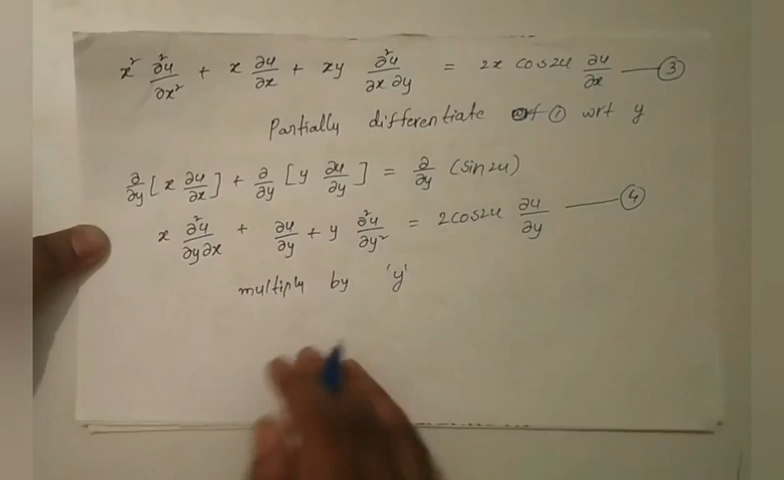 x² ∂²u/∂x² + x ∂u/∂x + xy ∂²u/∂x ∂y = 2x cos2u ∂u/∂x —— ③
Partially differentiate of ① wrt y
∂/∂y [x ∂u/∂x] + ∂/∂y [y ∂u/∂y] = ∂/∂y (sin2u)
x ∂²u/∂y∂x + ∂u/∂y + y ∂²u/∂y² = 2cos2u ∂u/∂y —— ④
multiply by 'y'